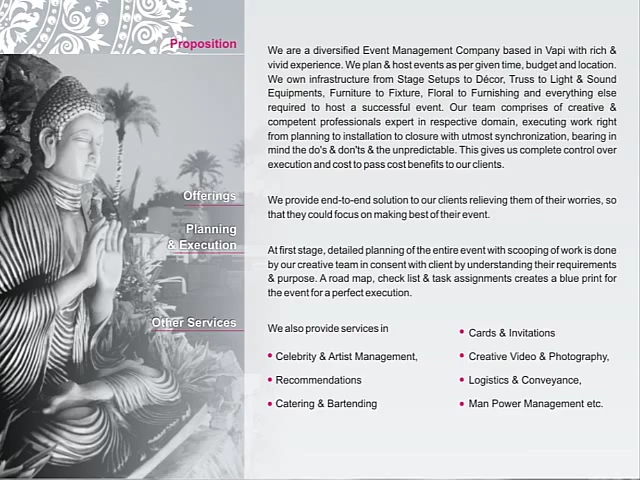 Proposition
We are a diversified Event Management Company based in Vapi with rich &
vivid experience. We plan & host events as per given time, budget and location.
We own infrastructure from Stage Setups to Décor, Truss to Light & Sound
Equipments, Furniture to Fixture, Floral to Furnishing and everything else
required to host a successful event. Our team comprises of creative &
competent professionals expert in respective domain, executing work right
from planning to installation to closure with utmost synchronization, bearing in
mind the do's & don'ts & the unpredictable. This gives us complete control over
execution and cost to pass cost benefits to our clients.
Offerings
We provide end-to-end solution to our clients relieving them of their worries, so
that they could focus on making best of their event.
Planning
& Execution
At first stage, detailed planning of the entire event with scooping of work is done
by our creative team in consent with client by understanding their requirements
& purpose. A road map, check list & task assignments creates a blue print for
the event for a perfect execution.
Other Services
We also provide services in
• Celebrity & Artist Management,
• Recommendations
• Catering & Bartending
• Cards & Invitations
• Creative Video & Photography,
• Logistics & Conveyance,
• Man Power Management etc.